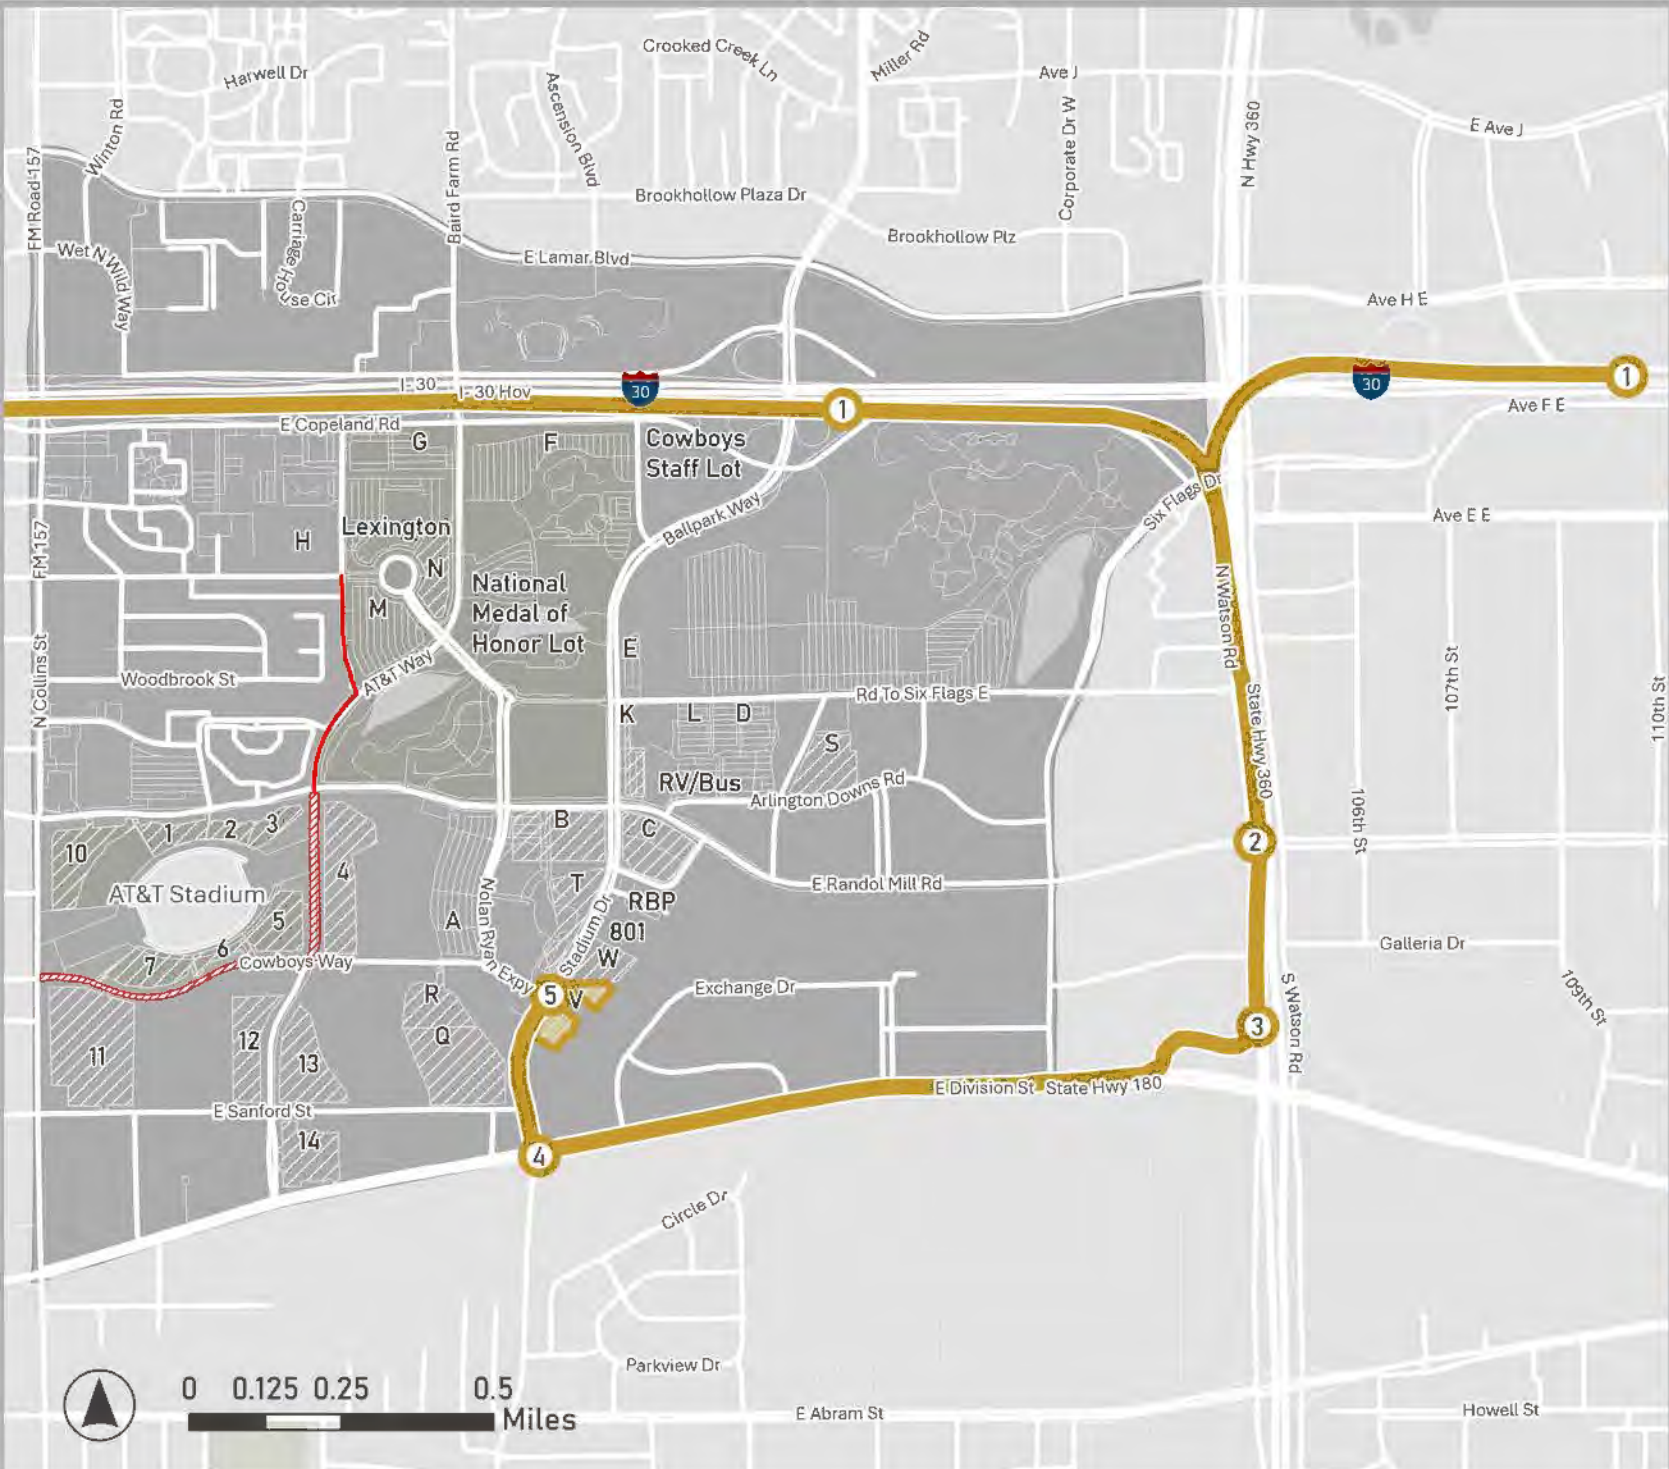 Crooked Creek Ln
Miller Rd
Harwell Dr
Ave J
Winton Rd
Ascension Blvd
Corporate Dr W
N Hwy 360
E Ave J
FM Road-157
Baird Farm Rd
Brookhollow Plaza Dr
Carriage House Cir
Wet N Wild Way
E Lamar Blvd
Brookhollow Plz
Ave H E
I-30
I-30 Hov
30
1
30
1
Ave F E
E Copeland Rd
G
F
Cowboys
Staff Lot
Six Flags Dr
Ballpark Way
Ave E E
FM 157
H
Lexington
N
M
National
Medal of
Honor Lot
N Watson Rd
E
N Collins St
Woodbrook St
AT&T Way
Rd To Six Flags E
State Hwy 360
107th St
110th St
K
L
D
S
RV/Bus
Arlington Downs Rd
106th St
10
1
2
3
4
B
C
2
AT&T Stadium
5
T
E Randol Mill Rd
RBP
A
Nolan Ryan Expy
Stadium Dr
801
6
7
Cowboys Way
W
Galleria Dr
R
5
V
Exchange Dr
S Watson Rd
109th St
Q
3
11
12
13
E Division St
State Hwy 180
E Sanford St
14
4
Circle Dr
Parkview Dr
0
0.125
0.25
0.5
Miles
E Abram St
Howell St